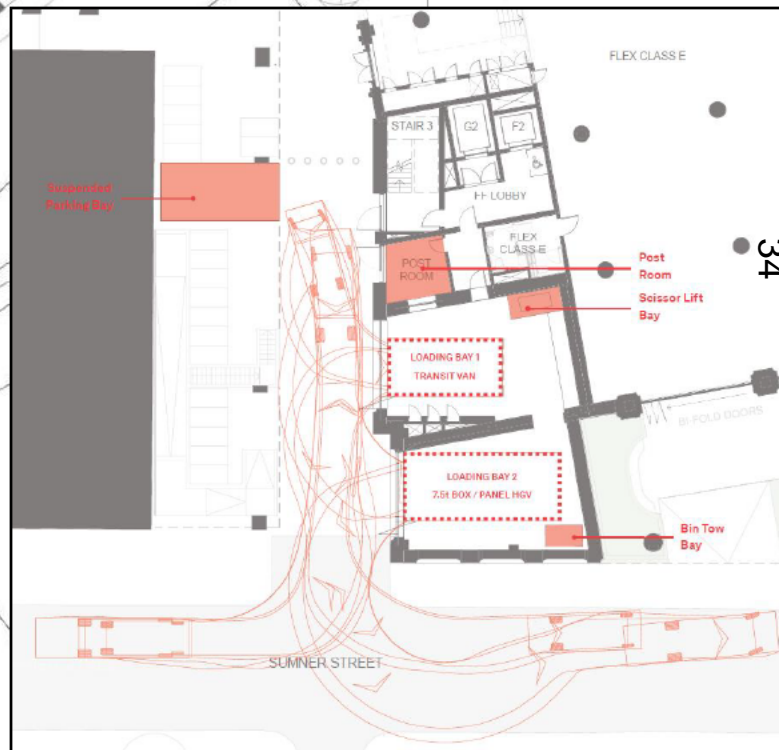 FLEX CLASS E
STAIR 3
G2
F2
FF LOBBY
Suspended
Parking Bay
FLEX
CLASS E
POST
ROOM
Post
Room
34
Scissor Lift
Bay
LOADING BAY 1
TRANSIT VAN
BI-FOLD DOORS
LOADING BAY 2
7.5t BOX / PANEL HGV
Bin Tow
Bay
SUMNER STREET